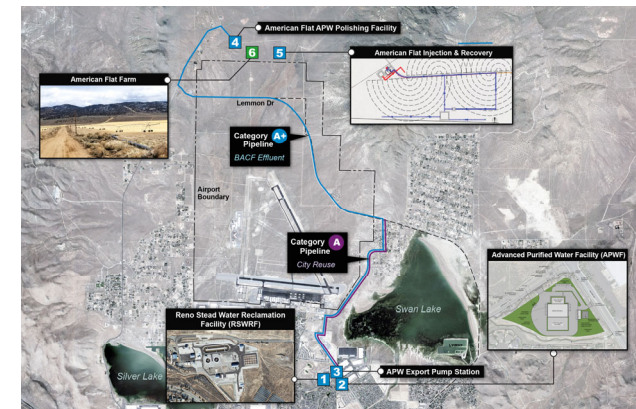 American Flat APW Polishing Facility
4
6
5
American Flat Injection & Recovery
American Flat Farm
Lemmon Dr
Category
Pipeline
A+
BACF Effluent
Airport
Boundary
Category
Pipeline
A
City Reuse
Advanced Purified Water Facility (APWF)
Swan Lake
Reno Stead Water Reclamation
Facility (RSWRF)
Silver Lake
3
APW Export Pump Station
1
2